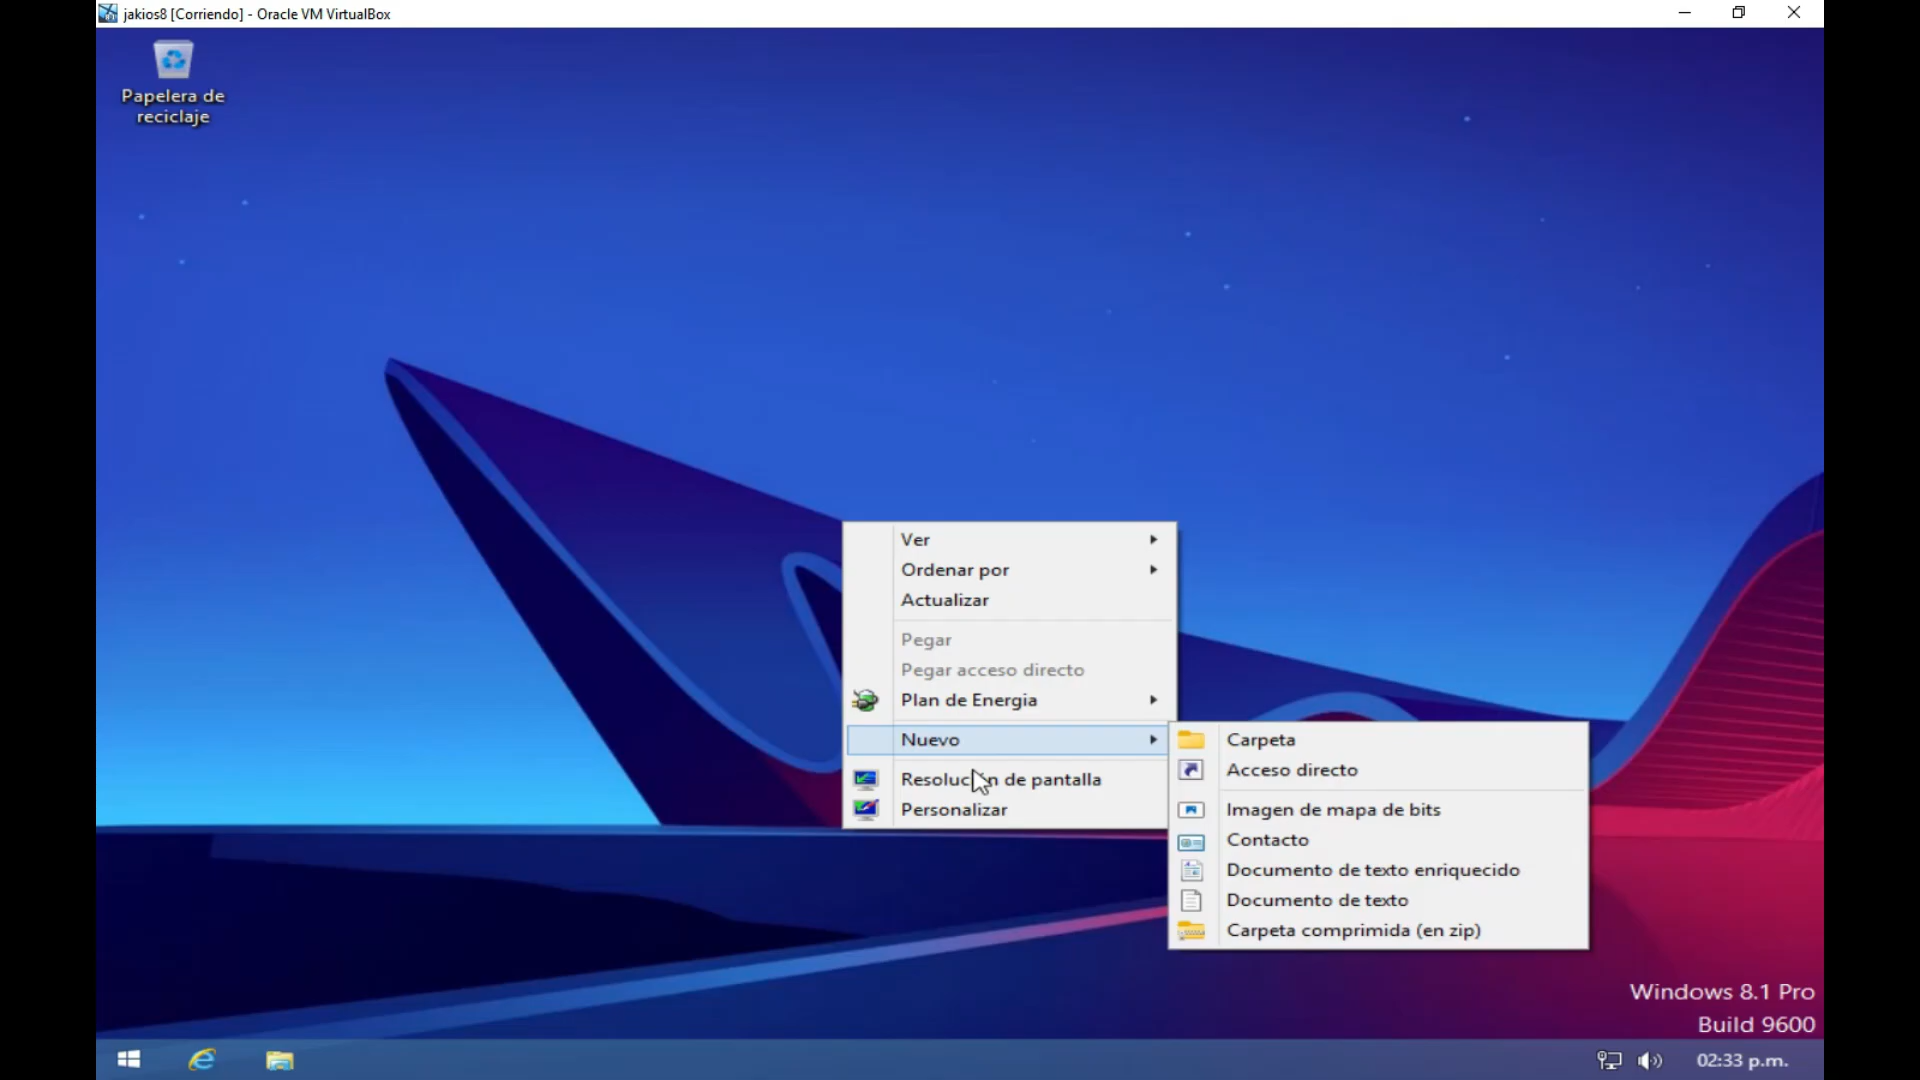 jakios8 [Corriendo] - Oracle VM VirtualBox
Papelera de
reciclaje
Ver
Ordenar por
Actualizar
Pegar
Pegar acceso directo
Plan de Energia
Nuevo
Resolución de pantalla
Personalizar
Carpeta
Acceso directo
Imagen de mapa de bits
Contacto
Documento de texto enriquecido
Documento de texto
Carpeta comprimida (en zip)
Windows 8.1 Pro
Build 9600
02:33 p.m.